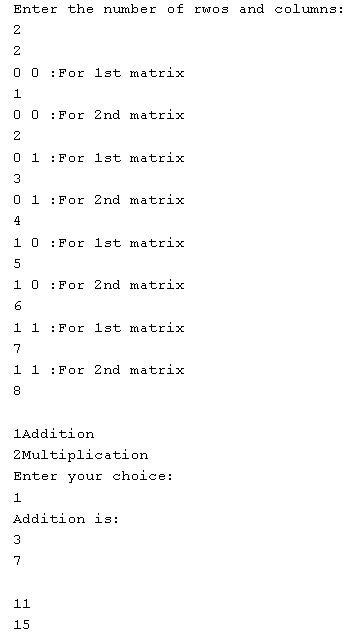 Enter the number of rwos and columns:
2
2
0 0 :For 1st matrix
1
0 0 :For 2nd matrix
2
0 1 :For 1st matrix
3
0 1 :For 2nd matrix
4
1 0 :For 1st matrix
5
1 0 :For 2nd matrix
6
1 1 :For 1st matrix
7
1 1 :For 2nd matrix
8
1Addition
2Multiplication
Enter your choice:
1
Addition is:
3
7
11
15